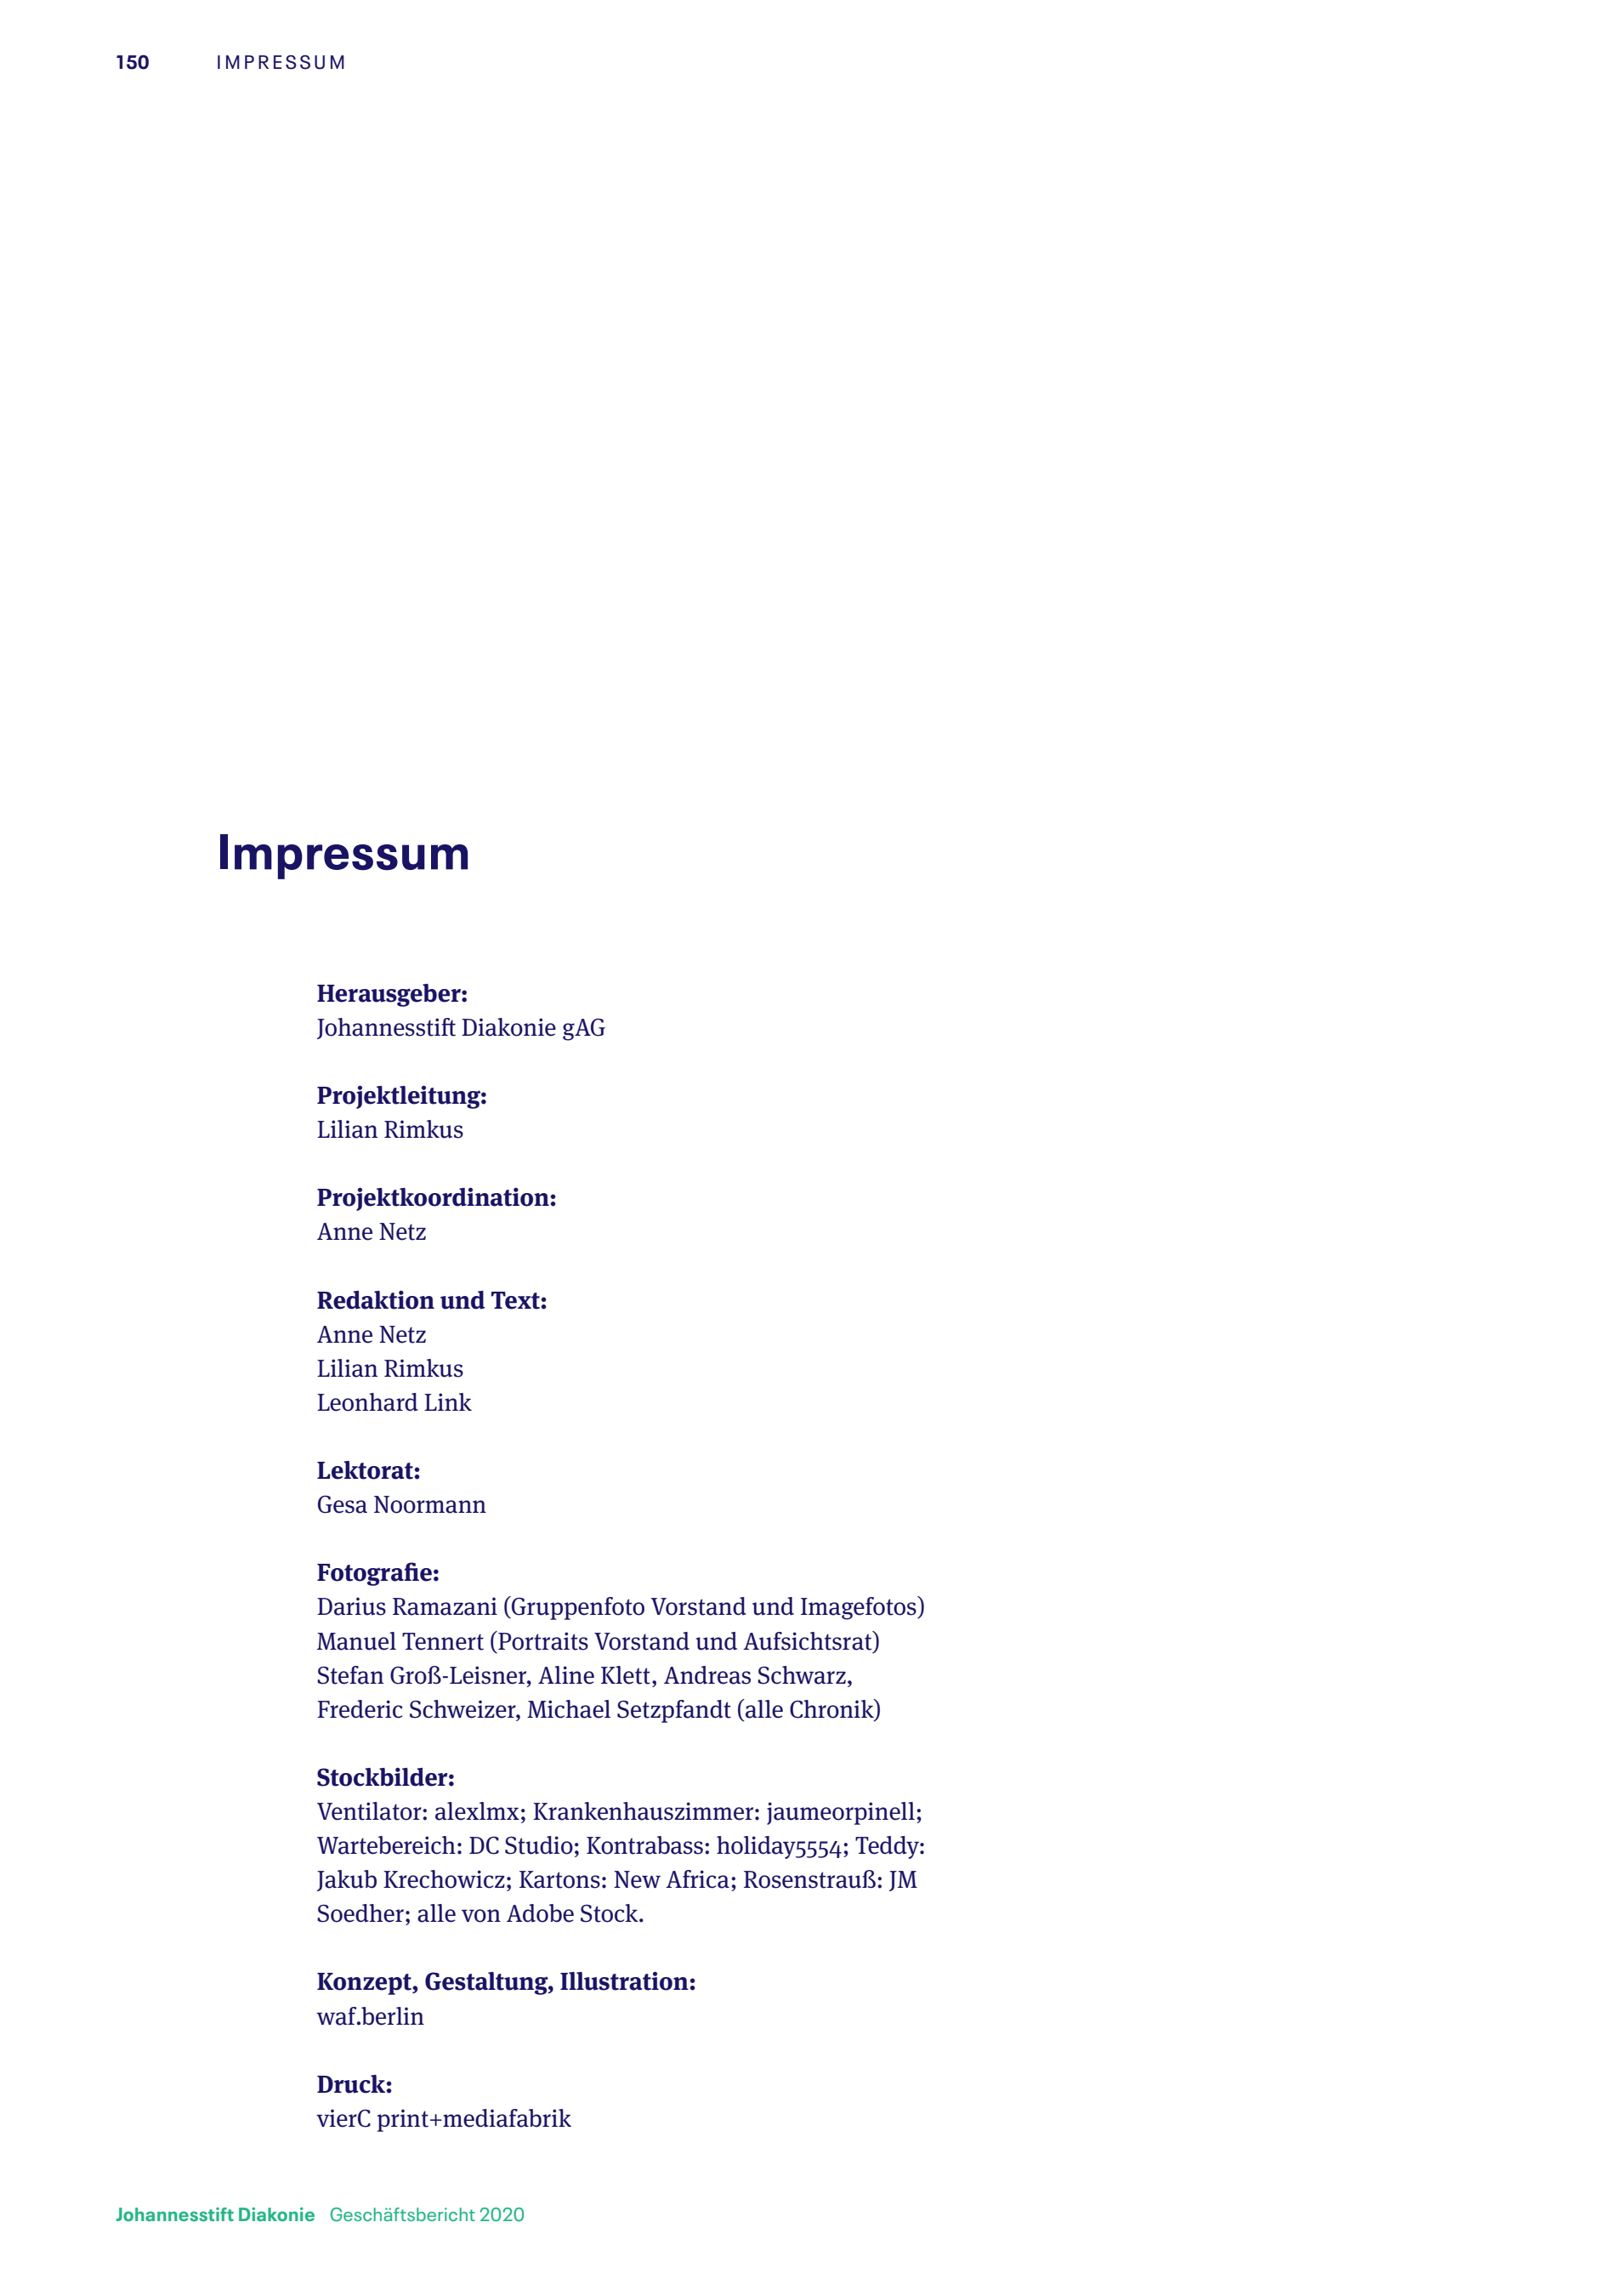 150 IMPRESSUM
Impressum
Herausgeber:
Johannesstift Diakonie gAG
Projektleitung:
Lilian Rimkus
Projektkoordination:
Anne Netz
Redaktion und Text:
Anne Netz
Lilian Rimkus
Leonhard Link
Lektorat:
Gesa Noormann
Fotografie:
Darius Ramazani (Gruppenfoto Vorstand und Imagefotos)
Manuel Tennert (Portraits Vorstand und Aufsichtsrat)
Stefan Groß-Leisner, Aline Klett, Andreas Schwarz,
Frederic Schweizer, Michael Setzpfandt (alle Chronik)
Stockbilder:
Ventilator: alexlmx; Krankenhauszimmer: jaumeorpinell;
Wartebereich: DC Studio; Kontrabass: holiday5554; Teddy:
Jakub Krechowicz; Kartons: New Africa; Rosenstrauß: JM
Soedher; alle von Adobe Stock.
Konzept, Gestaltung, Illustration:
waf.berlin
Druck:
vierC print+mediafabrik
Johannesstift Diakonie Geschäftsbericht 2020